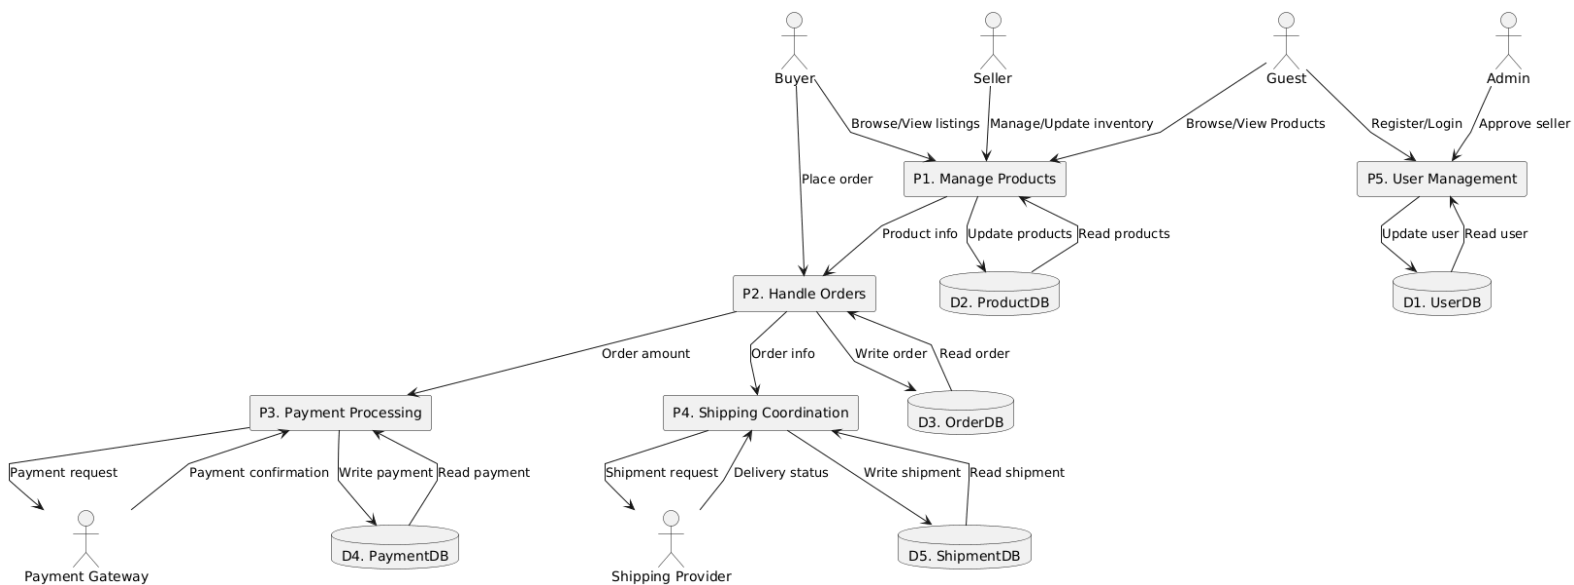 Buyer
Seller
Guest
Admin
Browse/View listings
Manage/Update inventory
Browse/View Products
Register/Login
Approve seller
Place order
P1. Manage Products
P5. User Management
Product info
Update products
Read products
Update user
Read user
P2. Handle Orders
D2. ProductDB
D1. UserDB
Order amount
Order info
Write order
Read order
P3. Payment Processing
P4. Shipping Coordination
D3. OrderDB
Payment request
Payment confirmation
Write payment
Read payment
Shipment request
Delivery status
Write shipment
Read shipment
D4. PaymentDB
D5. ShipmentDB
Payment Gateway
Shipping Provider